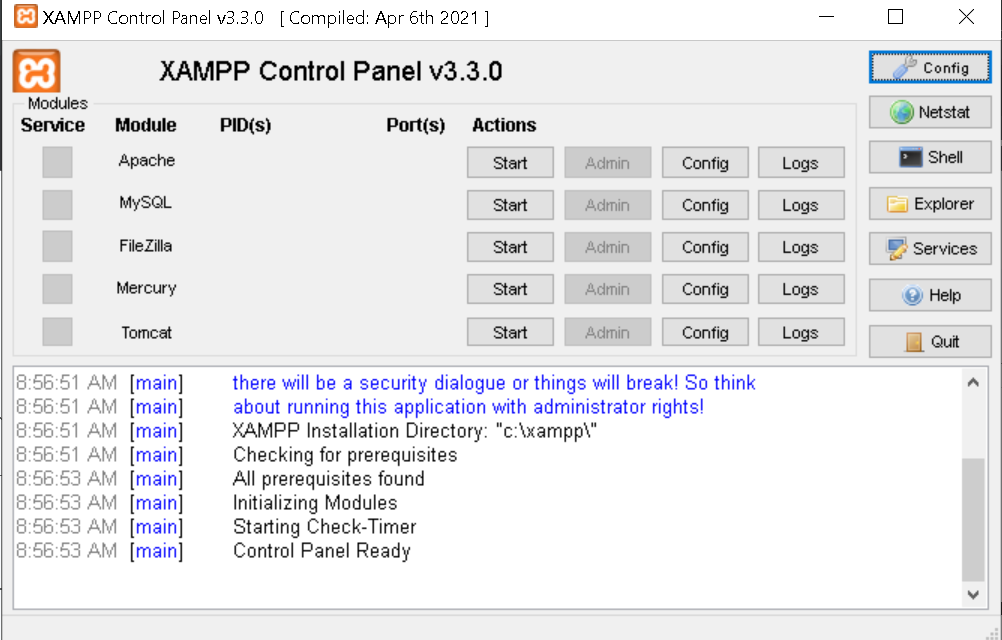 XAMPP Control Panel v3.3.0 [ Compiled: Apr 6th 2021 ]
XAMPP Control Panel v3.3.0
Config
Modules
Service Module PID(s) Port(s) Actions
Netstat
Apache Start Admin Config Logs
Shell
MySQL Start Admin Config Logs
Explorer
FileZilla Start Admin Config Logs
Services
Mercury Start Admin Config Logs
Help
Tomcat Start Admin Config Logs
Quit
8:56:51 AM [main] there will be a security dialogue or things will break! So think
8:56:51 AM [main] about running this application with administrator rights!
8:56:51 AM [main] XAMPP Installation Directory: "c:\xampp\"
8:56:51 AM [main] Checking for prerequisites
8:56:53 AM [main] All prerequisites found
8:56:53 AM [main] Initializing Modules
8:56:53 AM [main] Starting Check-Timer
8:56:53 AM [main] Control Panel Ready